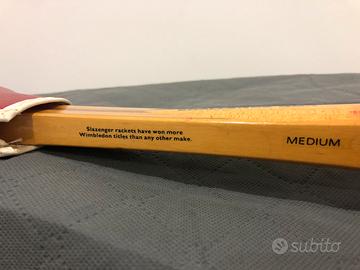 Slazenger rackets have won more
Wimbledon titles than any other make.
MEDIUM
subito